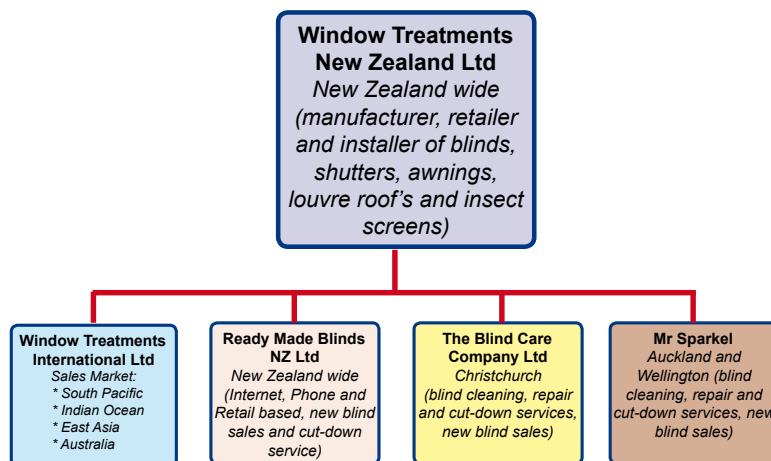 Window Treatments
New Zealand Ltd
New Zealand wide
(manufacturer, retailer
and installer of blinds,
shutters, awnings,
louvre roof's and insect
screens)
Window Treatments
International Ltd
Sales Market:
* South Pacific
* Indian Ocean
* East Asia
* Australia
Ready Made Blinds
NZ Ltd
New Zealand wide
(Internet, Phone and
Retail based, new blind
sales and cut-down
service)
The Blind Care
Company Ltd
Christchurch
(blind cleaning, repair
and cut-down services,
new blind sales)
Mr Sparkel
Auckland and
Wellington (blind
cleaning, repair and
cut-down services, new
blind sales)